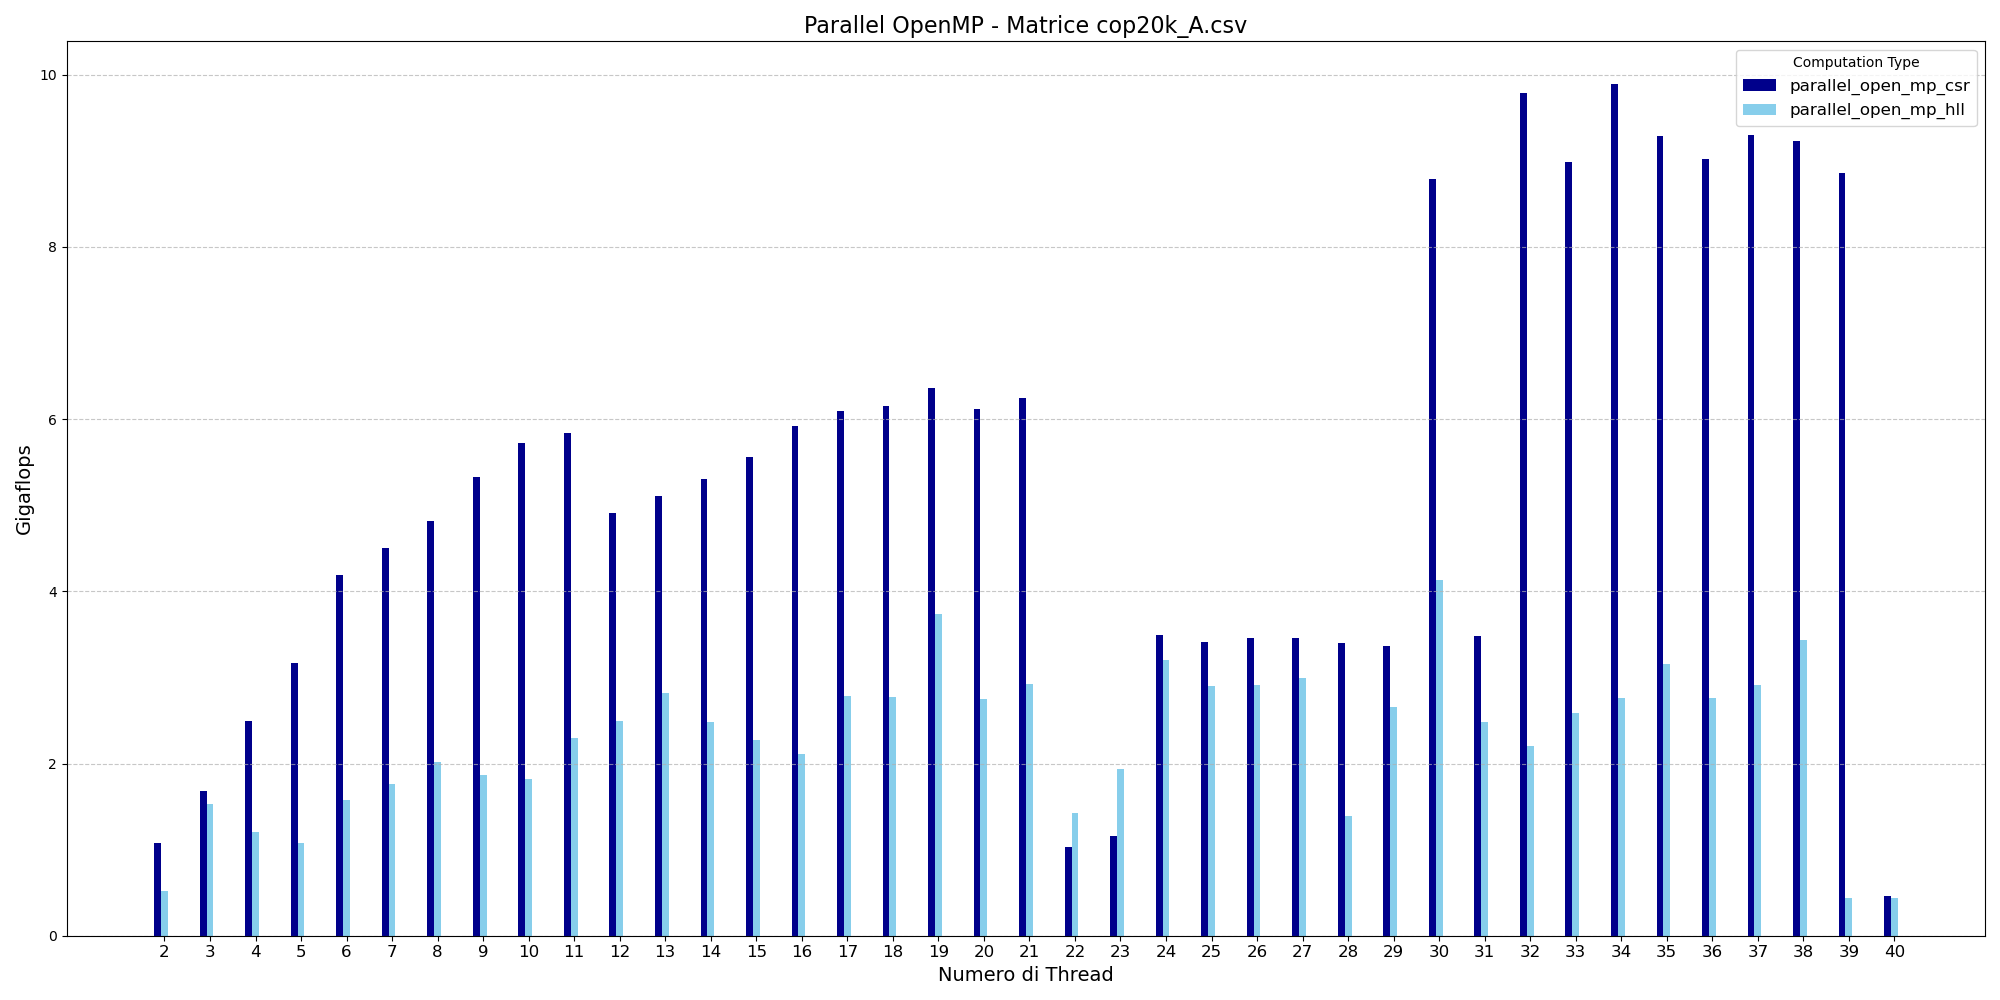 Parallel OpenMP - Matrice cop20k_A.csv
Computation Type
parallel_open_mp_csr
parallel_open_mp_hll
10
8
6
4
2
0
Gigaflops
2 3 4 5 6 7 8 9 10 11 12 13 14 15 16 17 18 19 20 21 22 23 24 25 26 27 28 29 30 31 32 33 34 35 36 37 38 39 40
Numero di Thread